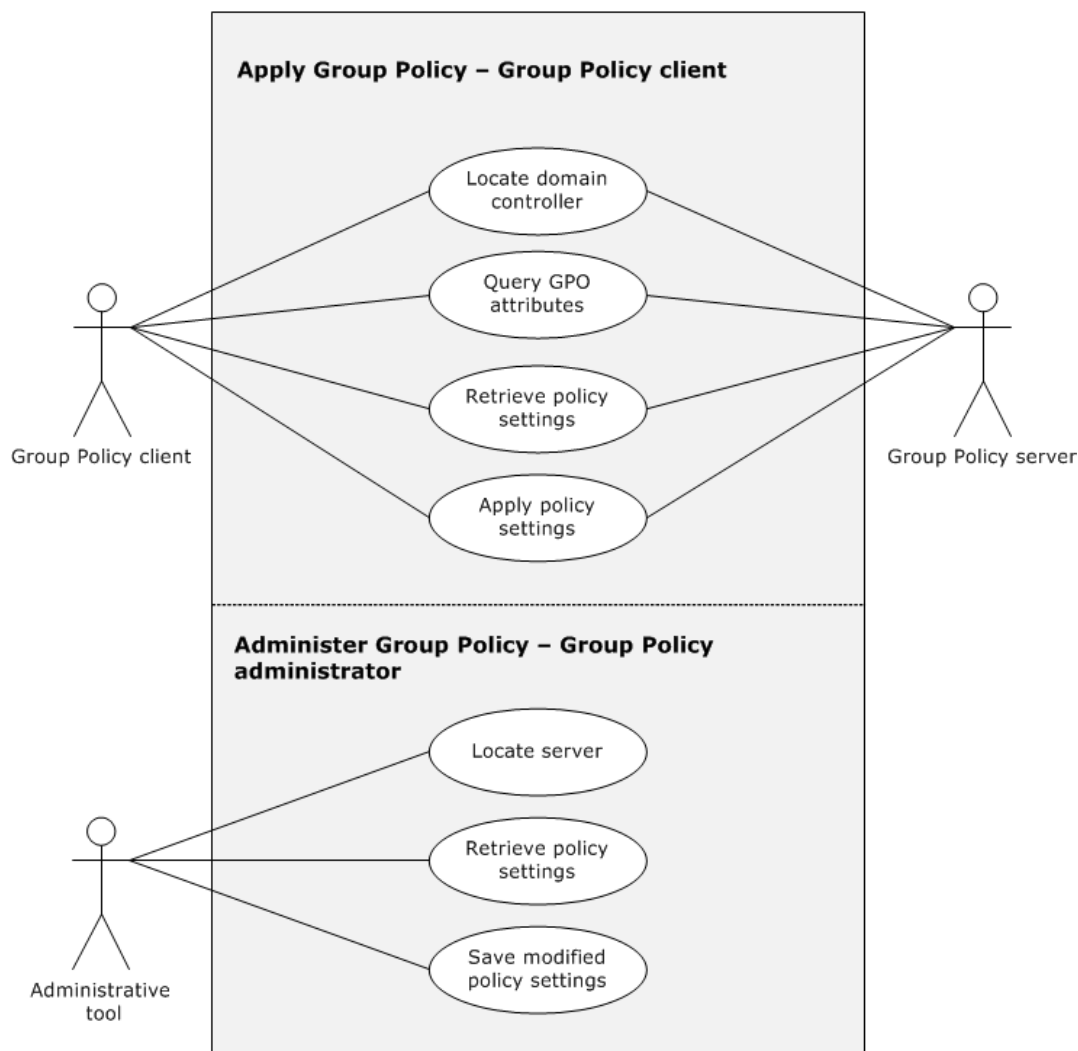 Apply Group Policy – Group Policy client
Locate domain
controller
Query GPO
attributes
Retrieve policy
settings
Group Policy client
Group Policy server
Apply policy
settings
Administer Group Policy – Group Policy
administrator
Locate server
Retrieve policy
settings
Save modified
policy settings
Administrative
tool